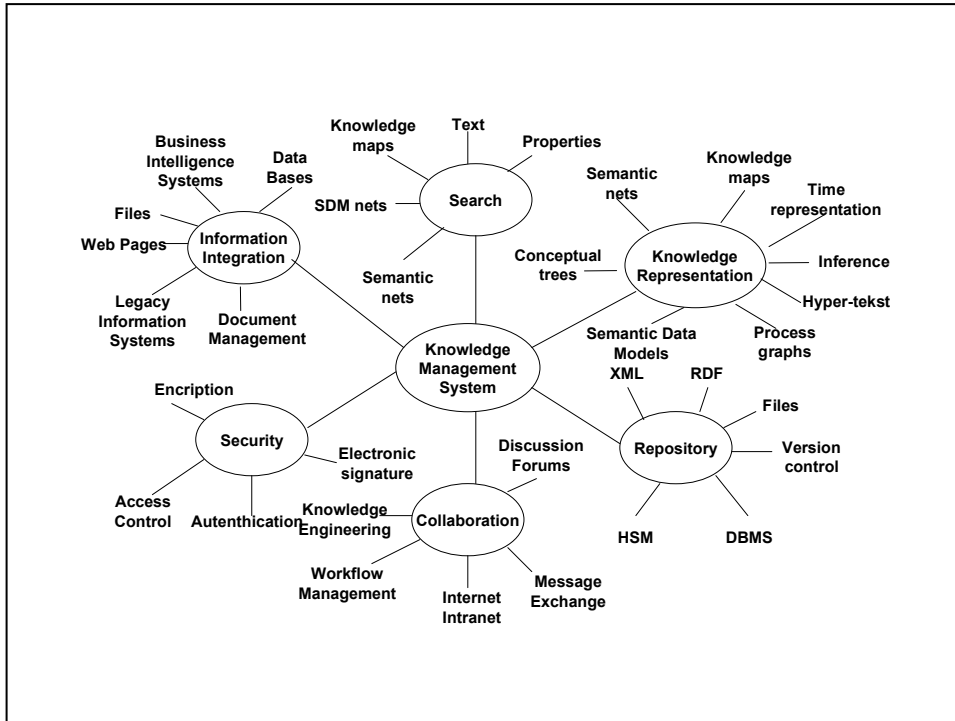 Business
Intelligence
Systems
Data
Bases
Files
Web Pages
Information
Integration
Legacy
Information
Systems
Document
Management
Knowledge
maps
Text
Properties
SDM nets
Search
Semantic
nets
Semantic
nets
Knowledge
maps
Time
representation
Conceptual
trees
Knowledge
Representation
Inference
Hyper-tekst
Semantic Data
Models
Process
graphs
Knowledge
Management
System
Encription
Security
Electronic
signature
Access
Control
Autenthication
Discussion
Forums
Knowledge
Engineering
Collaboration
Workflow
Management
Internet
Intranet
Message
Exchange
XML
RDF
Files
Repository
Version
control
HSM
DBMS